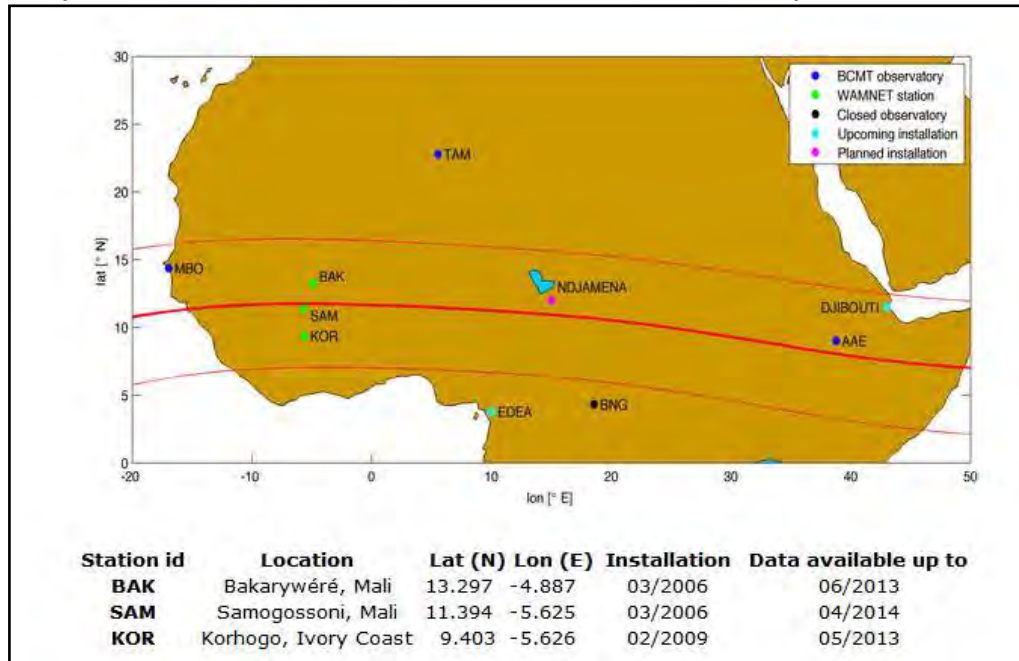 30
25
20
15
10
5
0
lat [° N]
-20 -10 0 10 20 30 40 50
lon [° E]
BCMT observatory
WAMNET station
Closed observatory
Upcoming installation
Planned installation
TAM
MBO
BAK
SAM
KOR
NDJAMENA
DJIBOUTI
AAE
EDEA
BNG
Station id Location Lat (N) Lon (E) Installation Data available up to
BAK Bakarywéré, Mali 13.297 -4.887 03/2006 06/2013
SAM Samogossoni, Mali 11.394 -5.625 03/2006 04/2014
KOR Korhogo, Ivory Coast 9.403 -5.626 02/2009 05/2013